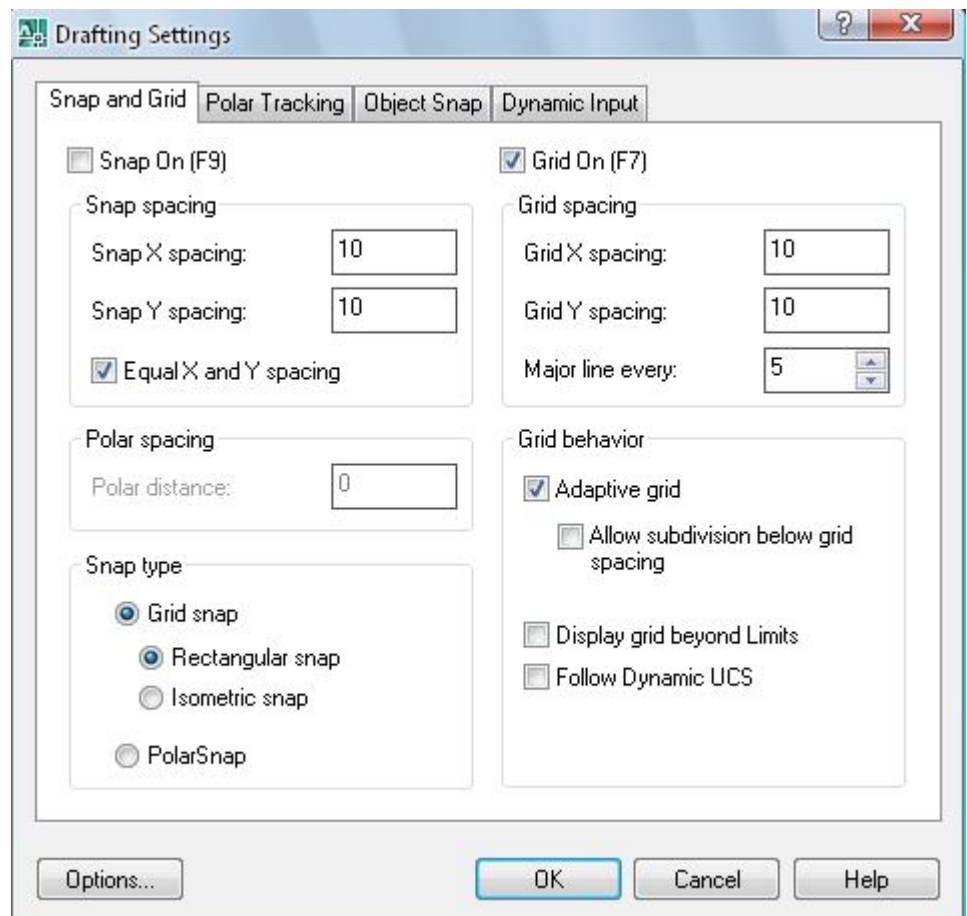 Drafting Settings
Snap and Grid Polar Tracking Object Snap Dynamic Input
Snap On (F9)
Snap spacing
Snap X spacing: 10
Snap Y spacing: 10
Equal X and Y spacing
Polar spacing
Polar distance: 0
Snap type
Grid snap
Rectangular snap
Isometric snap
PolarSnap
Grid On (F7)
Grid spacing
Grid X spacing: 10
Grid Y spacing: 10
Major line every: 5
Grid behavior
Adaptive grid
Allow subdivision below grid
spacing
Display grid beyond Limits
Follow Dynamic UCS
Options... OK Cancel Help